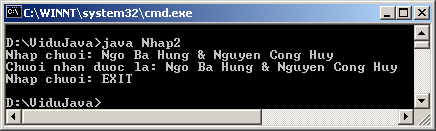 C:\WINNT\system32\cmd.exe
D:\ViduJava>java Nhap2
Nhap chuoi: Ngo Ba Hung & Nguyen Cong Huy
Chuoi nhan duoc la: Ngo Ba Hung & Nguyen Cong Huy
Nhap chuoi: EXIT
D:\ViduJava>